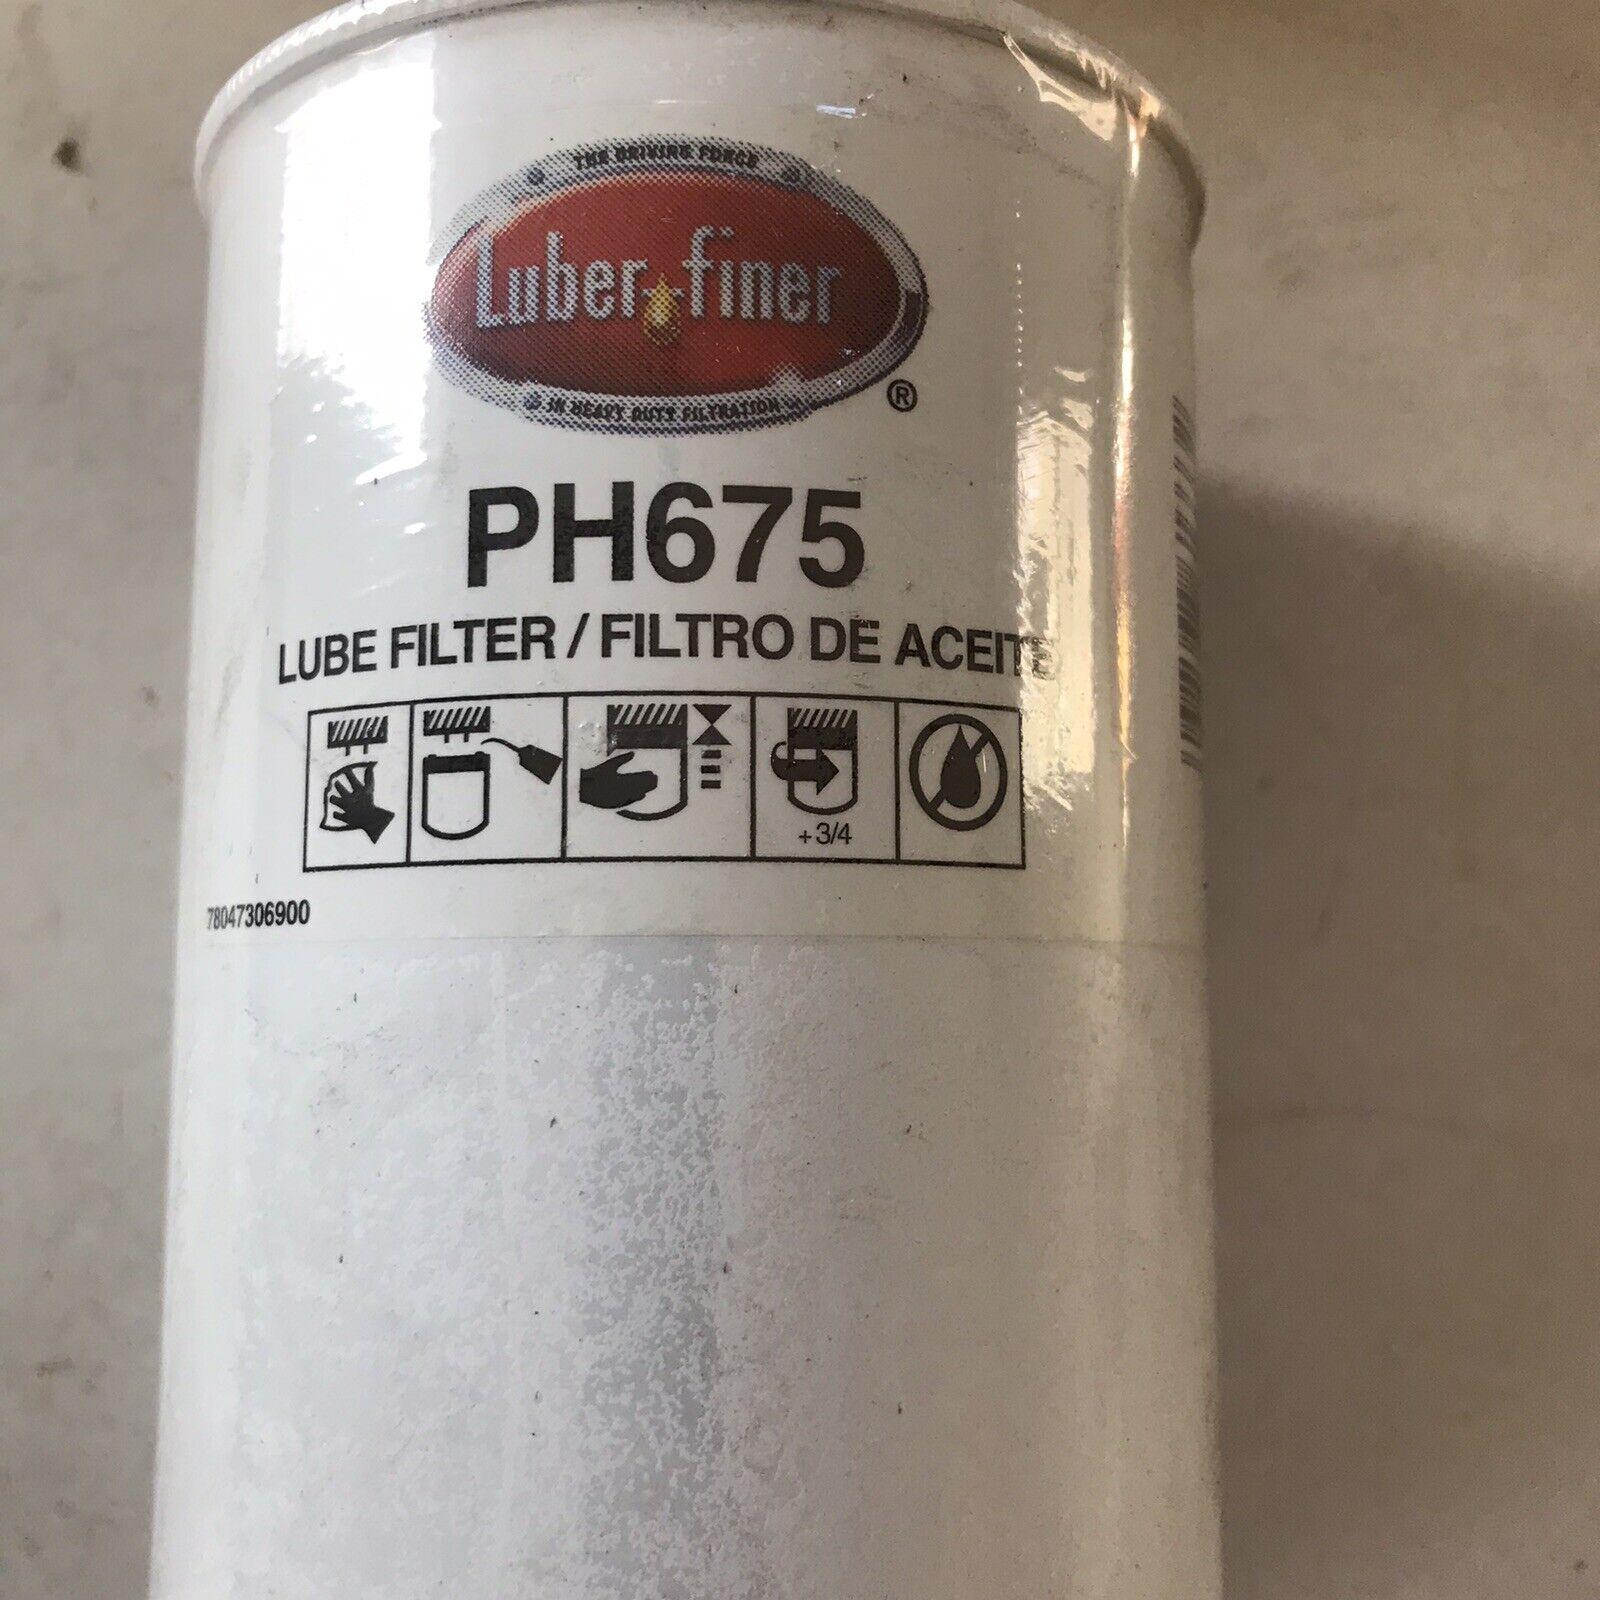 THE DRIVING FORCE
Luber-finer
IN HEAVY DUTY FILTRATION
®
PH675
LUBE FILTER / FILTRO DE ACEITE
+3/4
78047306900